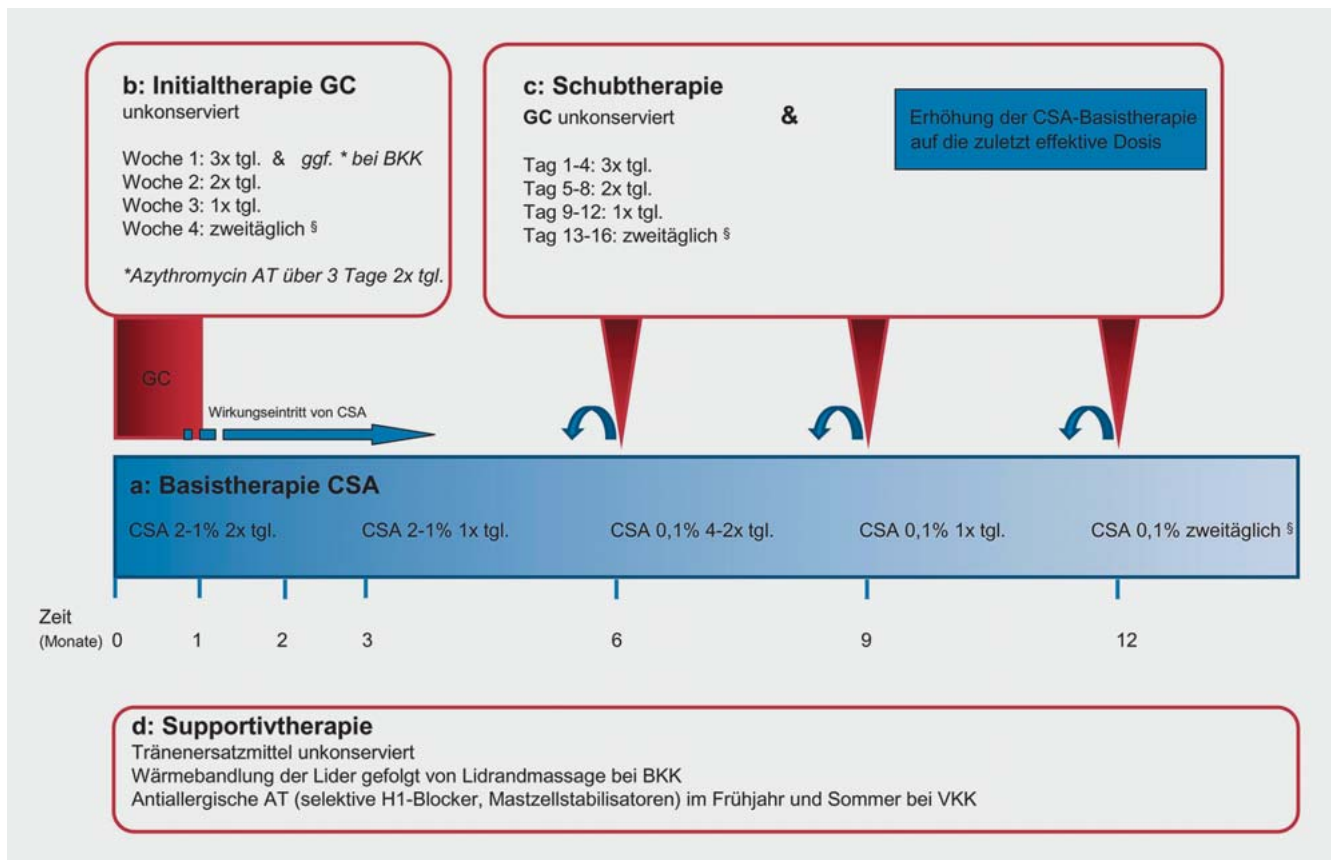 b: Initialtherapie GC
unkonserviert
Woche 1: 3x tgl. & ggf. * bei BKK
Woche 2: 2x tgl.
Woche 3: 1x tgl.
Woche 4: zweitäglich §
*Azythromycin AT über 3 Tage 2x tgl.
c: Schubtherapie
GC unkonserviert &
Tag 1-4: 3x tgl.
Tag 5-8: 2x tgl.
Tag 9-12: 1x tgl.
Tag 13-16: zweitäglich §
Erhöhung der CSA-Basistherapie
auf die zuletzt effektive Dosis
GC
Wirkungseintritt von CSA
a: Basistherapie CSA
CSA 2-1% 2x tgl. CSA 2-1% 1x tgl. CSA 0,1% 4-2x tgl. CSA 0,1% 1x tgl. CSA 0,1% zweitäglich §
Zeit
(Monate) 0 1 2 3 6 9 12
d: Supportivtherapie
Tränenersatzmittel unkonserviert
Wärmebandlung der Lider gefolgt von Lidrandmassage bei BKK
Antiallergische AT (selektive H1-Blocker, Mastzellstabilisatoren) im Frühjahr und Sommer bei VKK